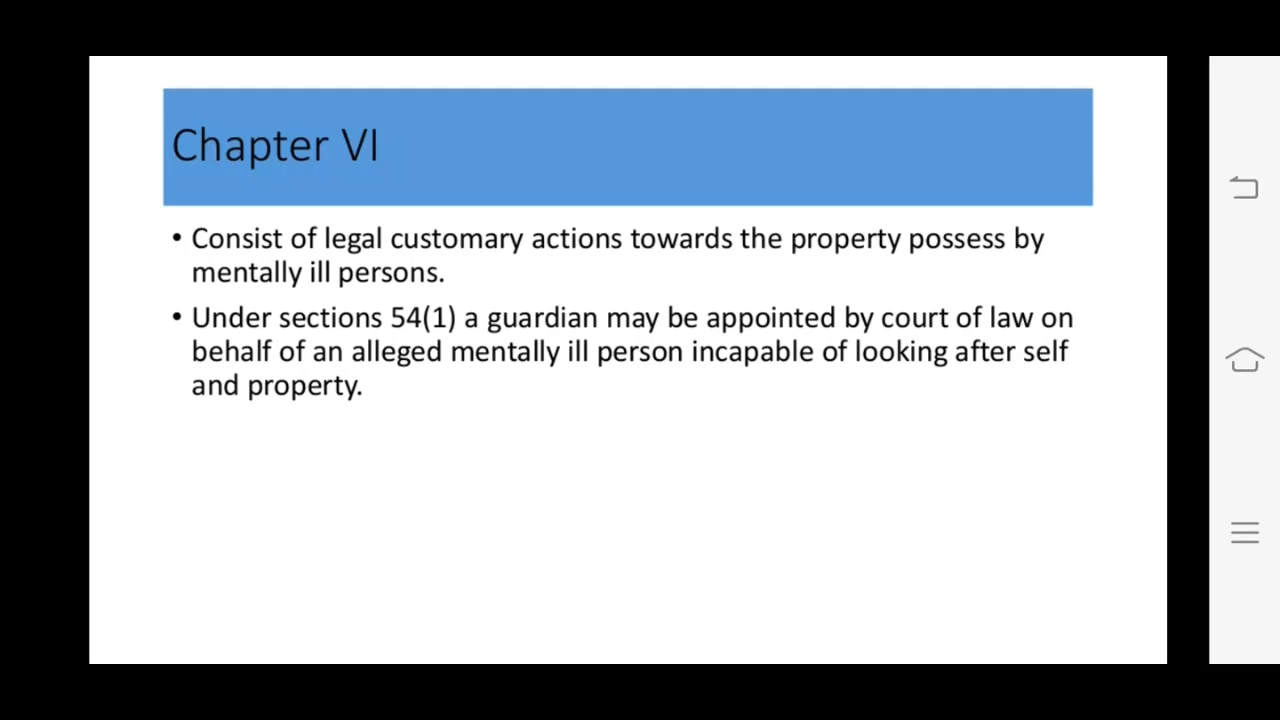 Chapter VI
• Consist of legal customary actions towards the property possess by
mentally ill persons.
• Under sections 54(1) a guardian may be appointed by court of law on
behalf of an alleged mentally ill person incapable of looking after self
and property.